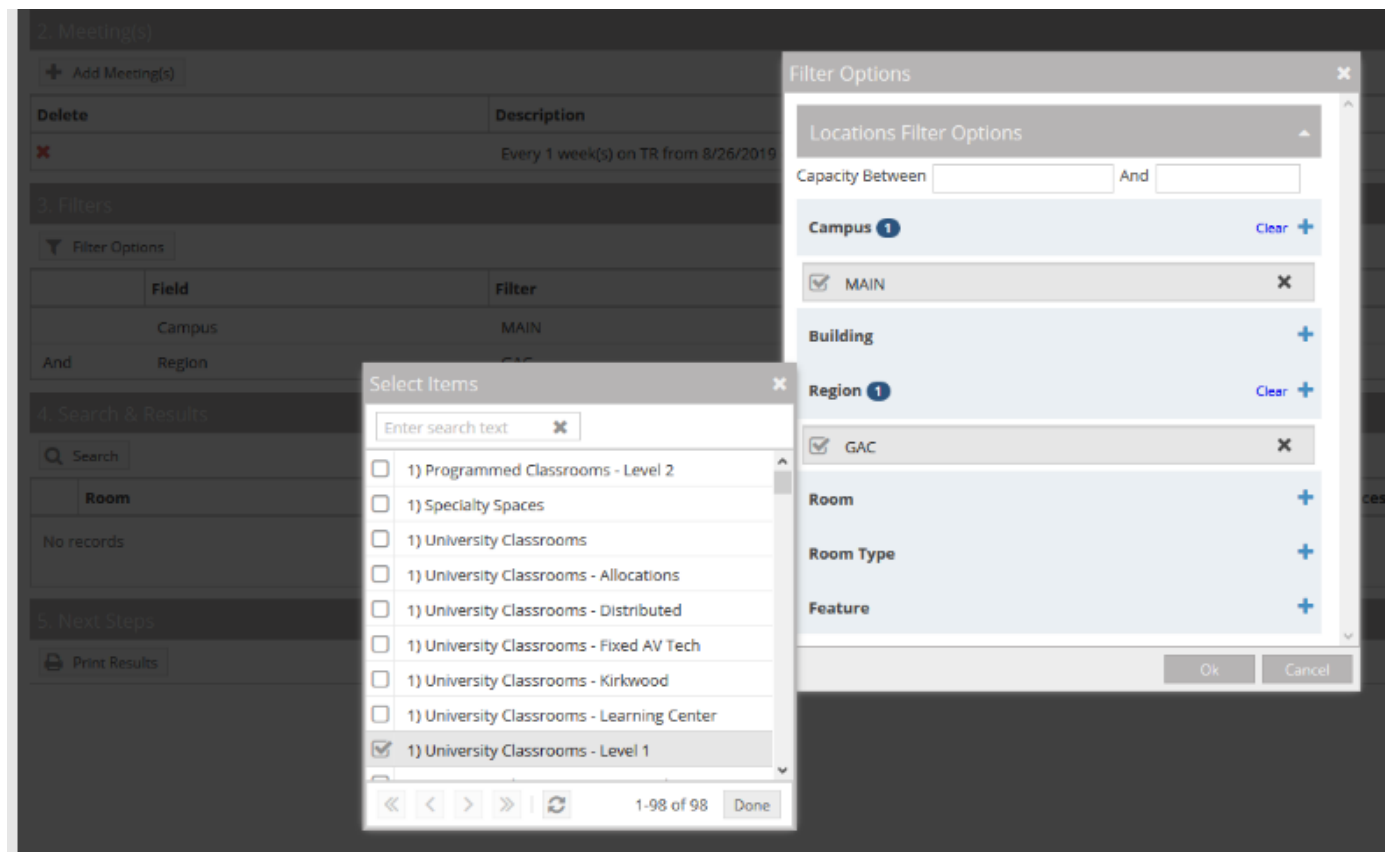 2. Meeting(s)
Add Meeting(s)
Delete Description
Every 1 week(s) on TR from 8/26/2019
3. Filters
Filter Options
Field Filter
Campus MAIN
And Region GAC
4. Search & Results
Search
Room
No records
5. Next Steps
Print Results
Filter Options
Locations Filter Options
Capacity Between And
Campus 1 Clear
MAIN
Building
Region 1 Clear
GAC
Room
Room Type
Feature
Ok Cancel
Select Items
Enter search text
1) Programmed Classrooms - Level 2
1) Specialty Spaces
1) University Classrooms
1) University Classrooms - Allocations
1) University Classrooms - Distributed
1) University Classrooms - Fixed AV Tech
1) University Classrooms - Kirkwood
1) University Classrooms - Learning Center
1) University Classrooms - Level 1
1-98 of 98 Done